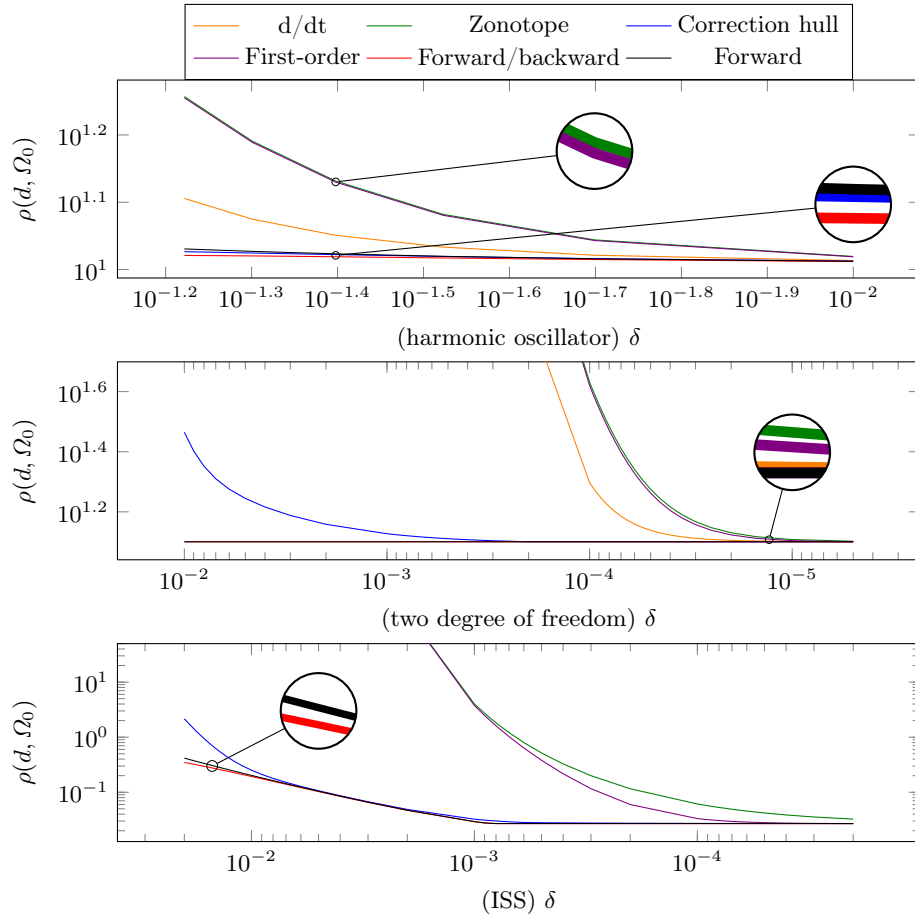 d/dt Zonotope Correction hull
First-order Forward/backward Forward
ρ(d, Ω₀)
10^1.2
10^1.1
10^1
10^-1.2 10^-1.3 10^-1.4 10^-1.5 10^-1.6 10^-1.7 10^-1.8 10^-1.9 10^-2
(harmonic oscillator) δ
ρ(d, Ω₀)
10^1.6
10^1.4
10^1.2
10^-2 10^-3 10^-4 10^-5
(two degree of freedom) δ
ρ(d, Ω₀)
10^1
10^0
10^-1
10^-2 10^-3 10^-4
(ISS) δ